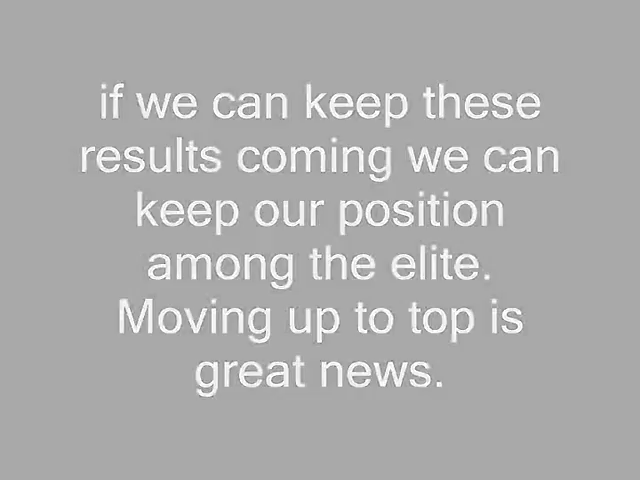 if we can keep these
results coming we can
keep our position
among the elite.
Moving up to top is
great news.